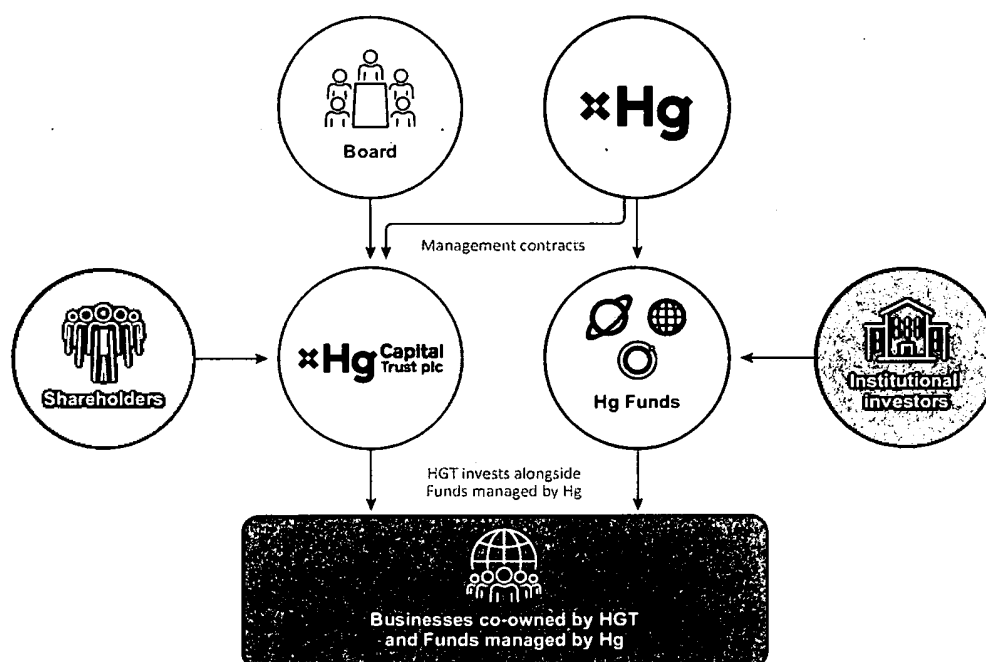 Board
Hg
Management contracts
Shareholders
Hg Capital
Trust plc
Hg Funds
Institutional
investors
HGT invests alongside
Funds managed by Hg
Businesses co-owned by HGT
and Funds managed by Hg